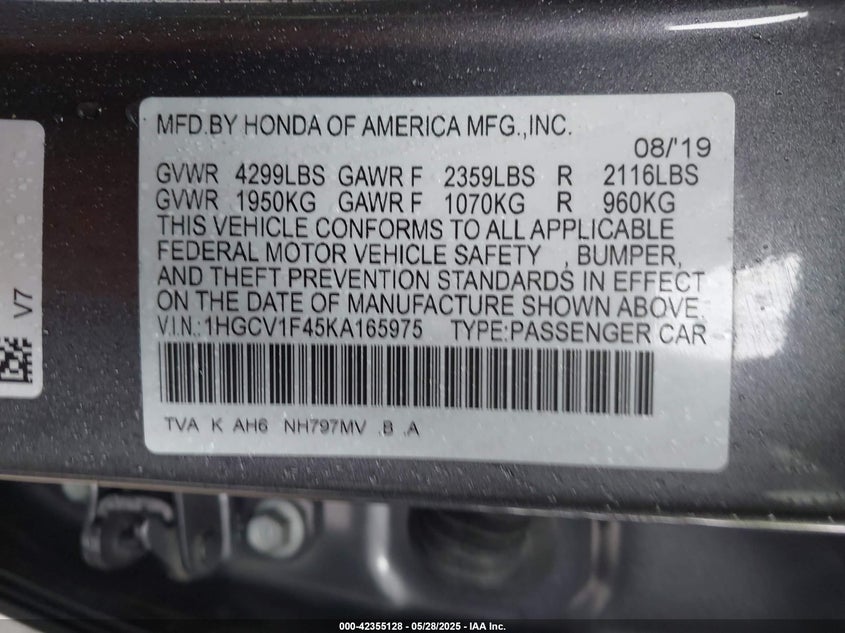 MFD.BY HONDA OF AMERICA MFG.,INC.
08/'19
GVWR 4299LBS GAWR F 2359LBS R 2116LBS
GVWR 1950KG GAWR F 1070KG R 960KG
THIS VEHICLE CONFORMS TO ALL APPLICABLE
FEDERAL MOTOR VEHICLE SAFETY , BUMPER,
AND THEFT PREVENTION STANDARDS IN EFFECT
ON THE DATE OF MANUFACTURE SHOWN ABOVE.
V.I.N.:1HGCV1F45KA165975 TYPE:PASSENGER CAR
TVA K AH6 NH797MV .B .A
V7
000-42355128 - 05/28/2025 - IAA Inc.